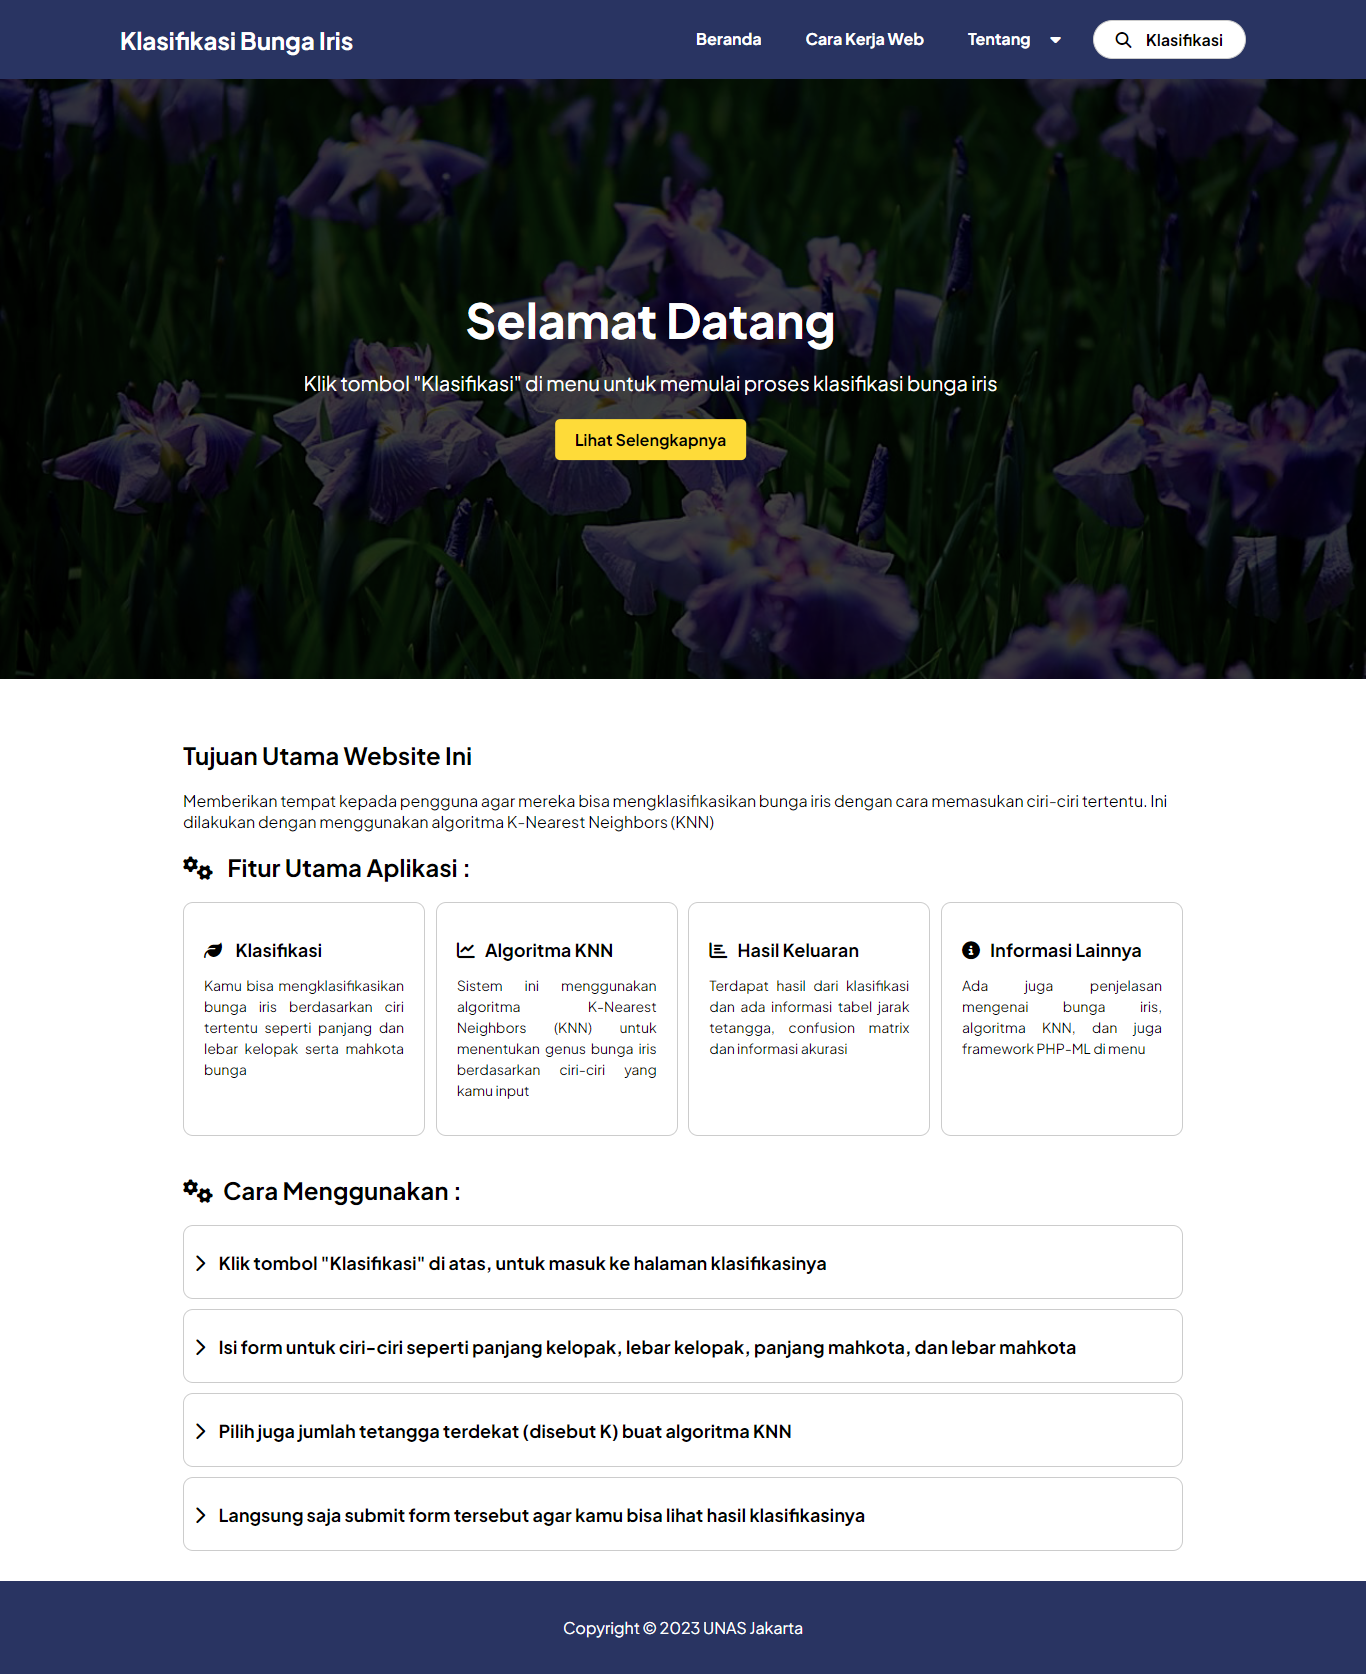 Klasifikasi Bunga Iris
Beranda
Cara Kerja Web
Tentang
Klasifikasi
Selamat Datang
Klik tombol "Klasifikasi" di menu untuk memulai proses klasifikasi bunga iris
Lihat Selengkapnya
Tujuan Utama Website Ini
Memberikan tempat kepada pengguna agar mereka bisa mengklasifikasikan bunga iris dengan cara memasukan ciri-ciri tertentu. Ini
dilakukan dengan menggunakan algoritma K-Nearest Neighbors (KNN)
Fitur Utama Aplikasi :
Klasifikasi
Kamu bisa mengklasifikasikan
bunga iris berdasarkan ciri
tertentu seperti panjang dan
lebar kelopak serta mahkota
bunga
Algoritma KNN
Sistem ini menggunakan
algoritma K-Nearest
Neighbors (KNN) untuk
menentukan genus bunga iris
berdasarkan ciri-ciri yang
kamu input
Hasil Keluaran
Terdapat hasil dari klasifikasi
dan ada informasi tabel jarak
tetangga, confusion matrix
dan informasi akurasi
Informasi Lainnya
Ada juga penjelasan
mengenai bunga iris,
algoritma KNN, dan juga
framework PHP-ML di menu
Cara Menggunakan :
Klik tombol "Klasifikasi" di atas, untuk masuk ke halaman klasifikasinya
Isi form untuk ciri-ciri seperti panjang kelopak, lebar kelopak, panjang mahkota, dan lebar mahkota
Pilih juga jumlah tetangga terdekat (disebut K) buat algoritma KNN
Langsung saja submit form tersebut agar kamu bisa lihat hasil klasifikasinya
Copyright © 2023 UNAS Jakarta